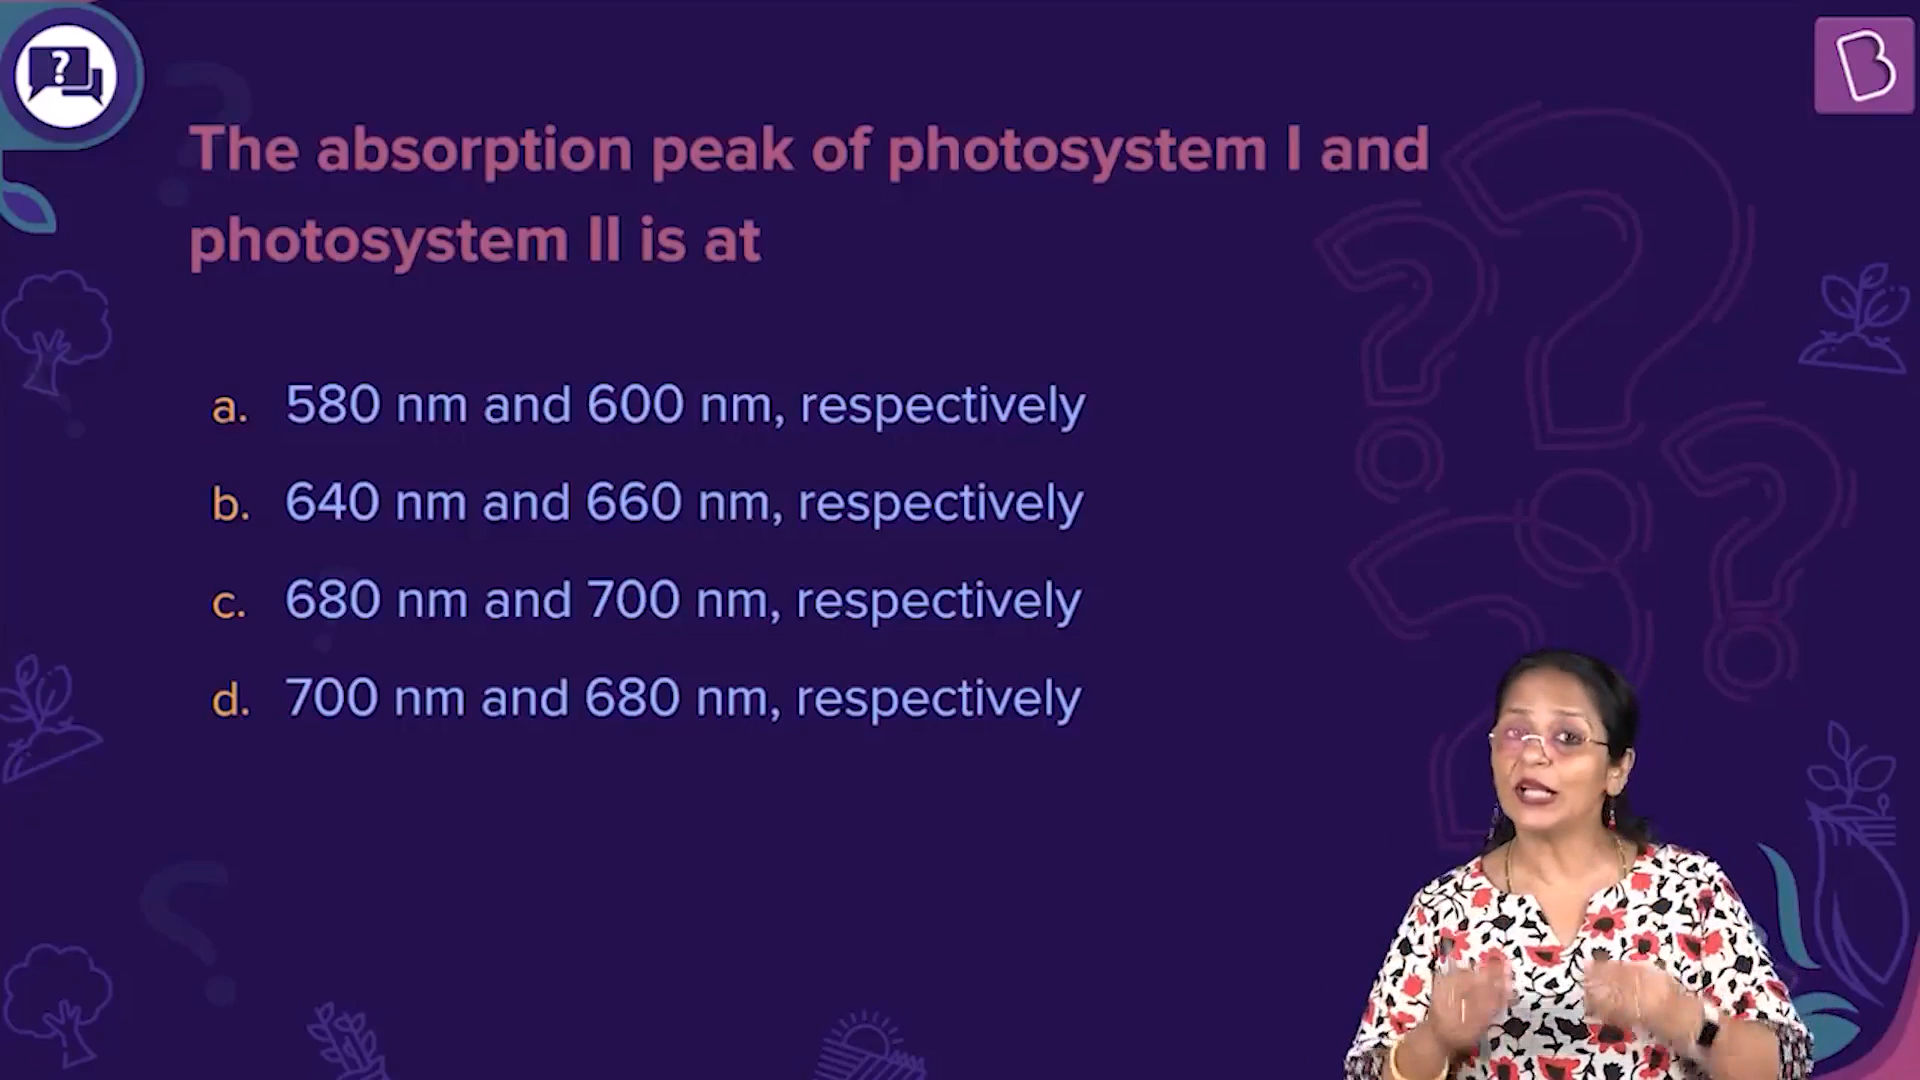 The absorption peak of photosystem I and
photosystem II is at
a. 580 nm and 600 nm, respectively
b. 640 nm and 660 nm, respectively
c. 680 nm and 700 nm, respectively
d. 700 nm and 680 nm, respectively